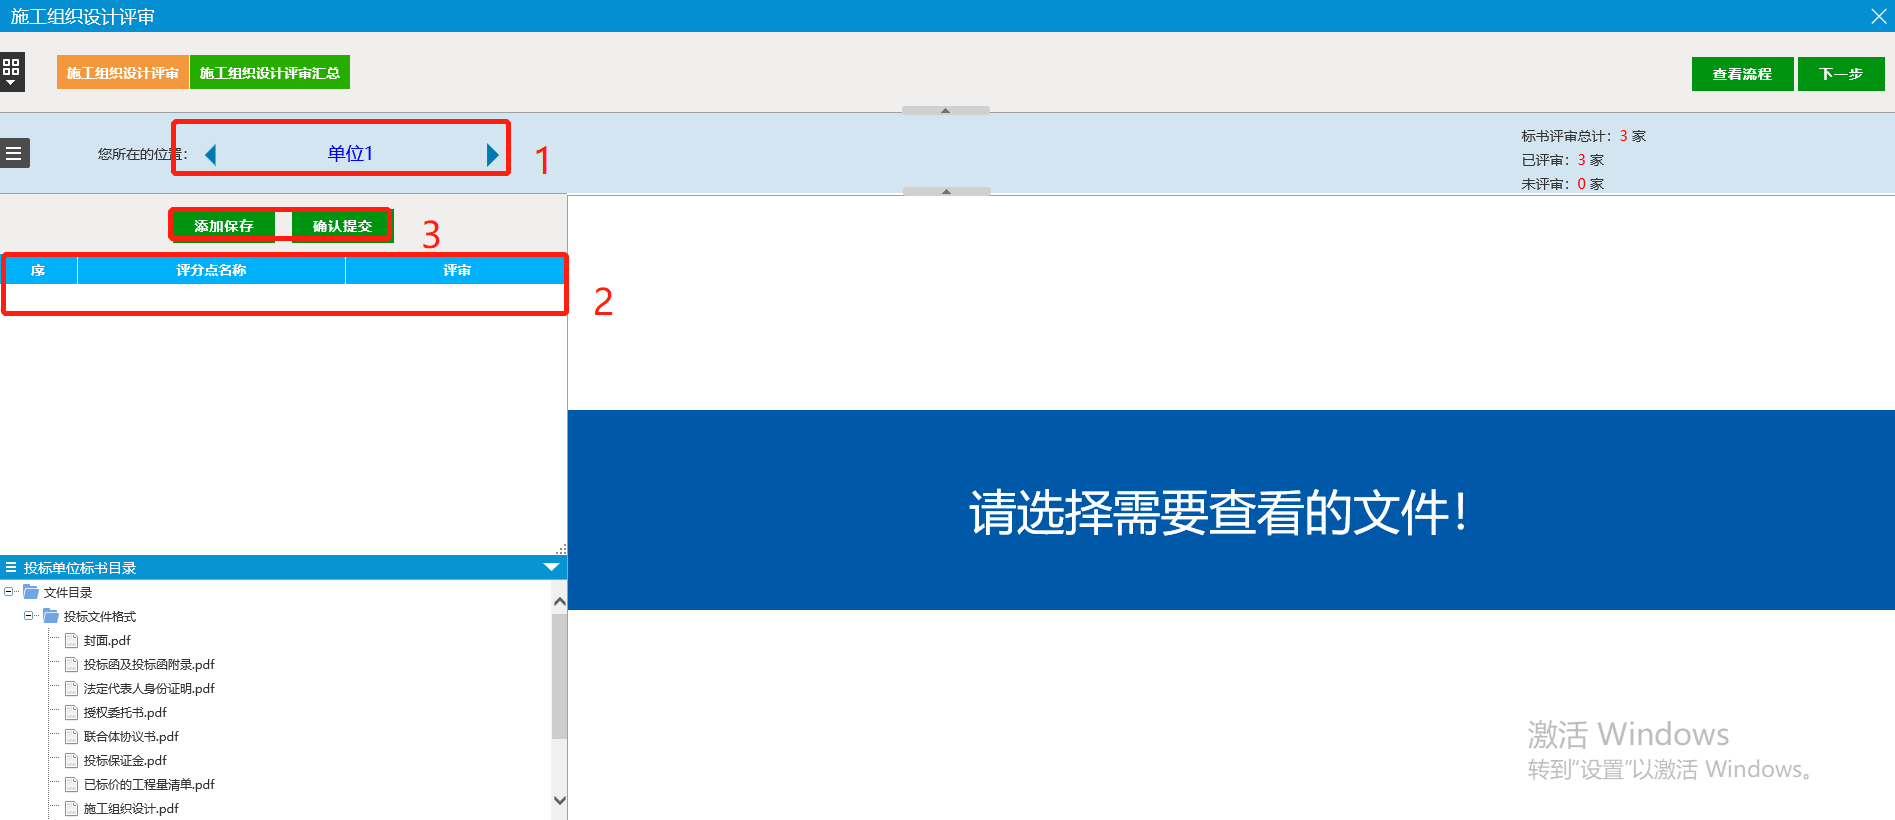 施工组织设计评审
施工组织设计评审 施工组织设计评审汇总 查看流程 下一步
您所在的位置： 单位1 1
标书评审总计：3 家
已评审：3 家
未评审：0 家
添加保存 确认提交 3
序 评分点名称 评审
2
请选择需要查看的文件！
投标单位标书目录
文件目录
投标文件格式
封面.pdf
投标函及投标函附录.pdf
法定代表人身份证明.pdf
授权委托书.pdf
联合体协议书.pdf
投标保证金.pdf
已标价的工程量清单.pdf
施工组织设计.pdf
激活 Windows
转到“设置”以激活 Windows。